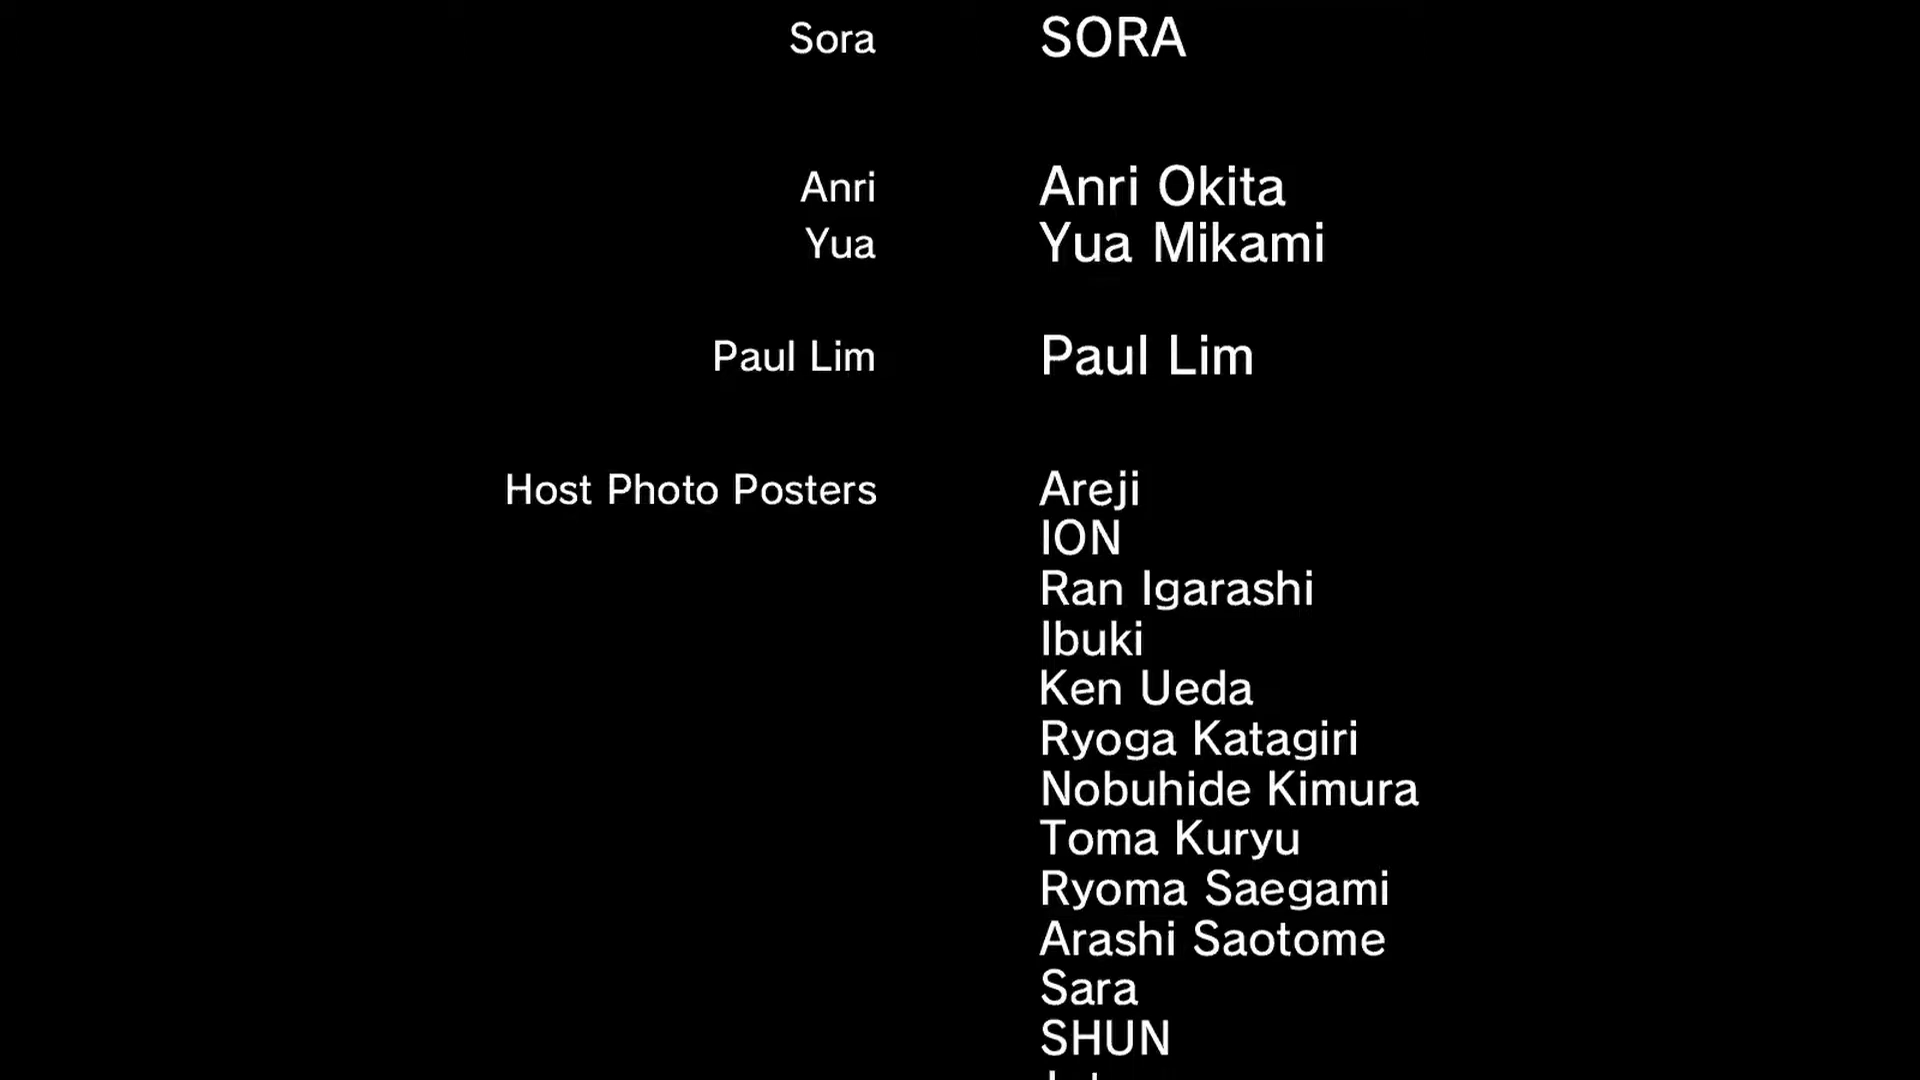 Sora SORA
Anri Anri Okita
Yua Yua Mikami
Paul Lim Paul Lim
Host Photo Posters Areji
ION
Ran Igarashi
Ibuki
Ken Ueda
Ryoga Katagiri
Nobuhide Kimura
Toma Kuryu
Ryoma Saegami
Arashi Saotome
Sara
SHUN